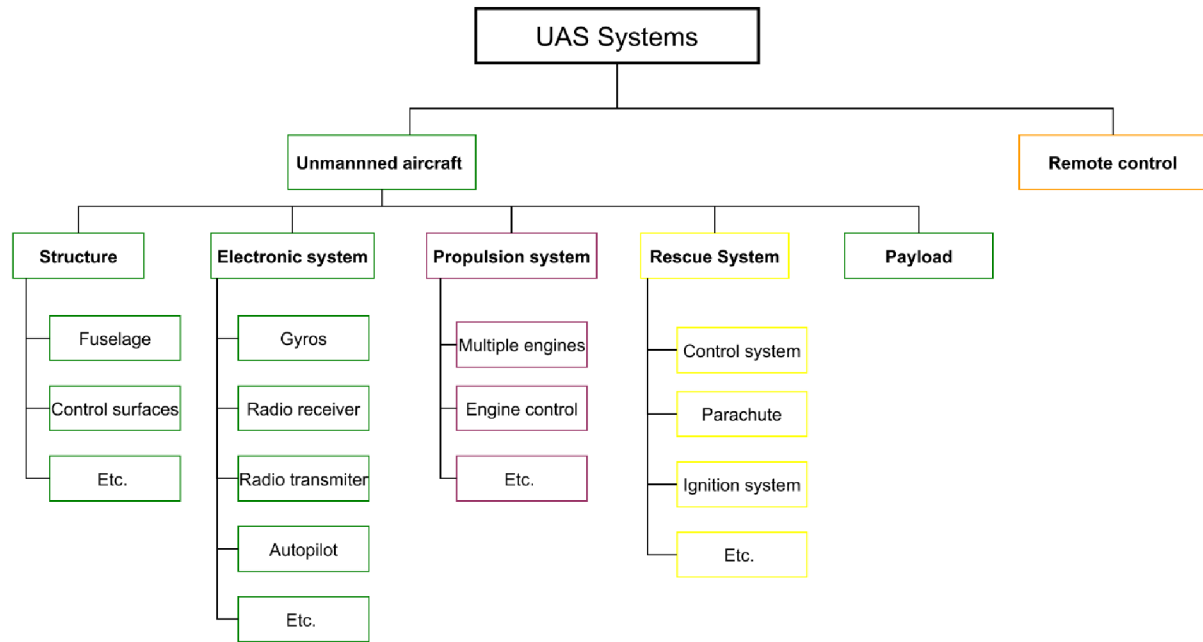 UAS Systems
Unmannned aircraft
Remote control
Structure
Electronic system
Propulsion system
Rescue System
Payload
Fuselage
Control surfaces
Etc.
Gyros
Radio receiver
Radio transmiter
Autopilot
Etc.
Multiple engines
Engine control
Etc.
Control system
Parachute
Ignition system
Etc.